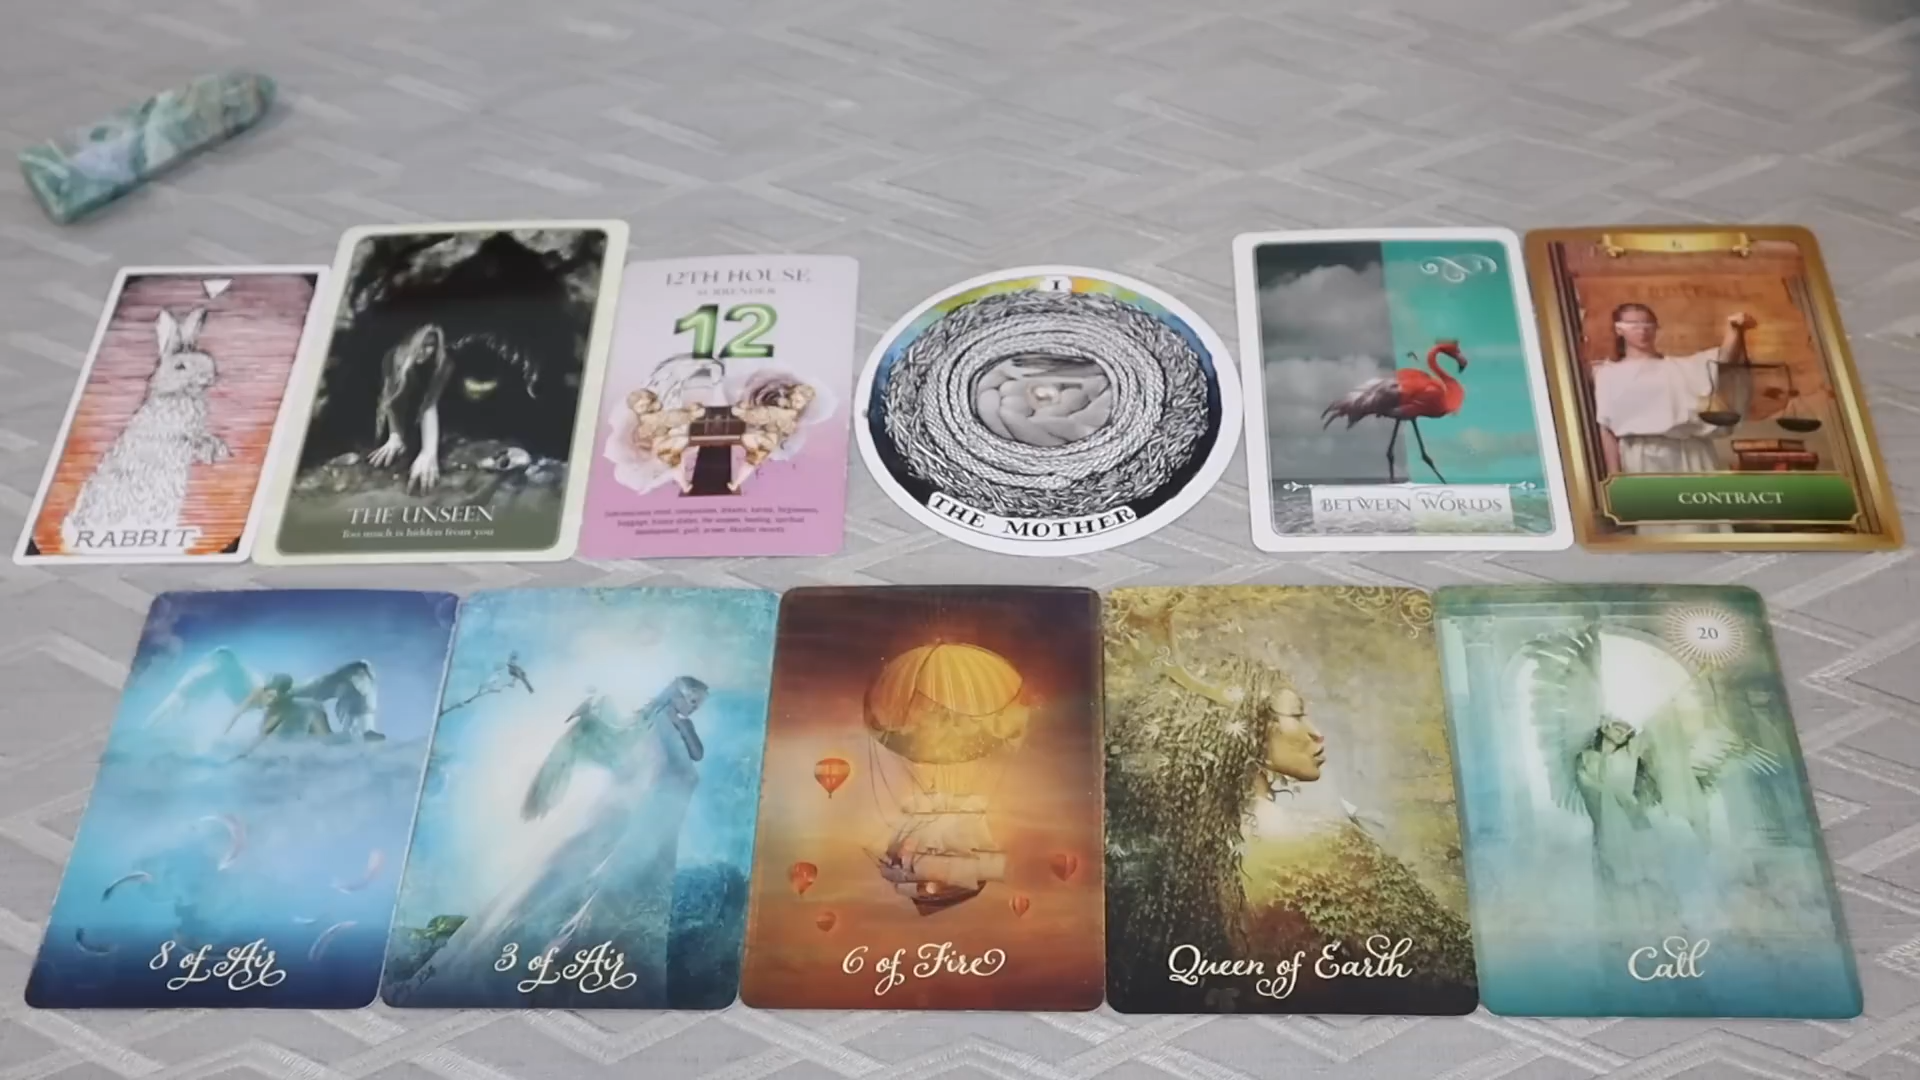 RABBIT
THE UNSEEN
Too much is hidden from you
12TH HOUSE
SURRENDER
12
I
THE MOTHER
BETWEEN WORLDS
CONTRACT
8 of Air
3 of Air
6 of Fire
Queen of Earth
20
Call